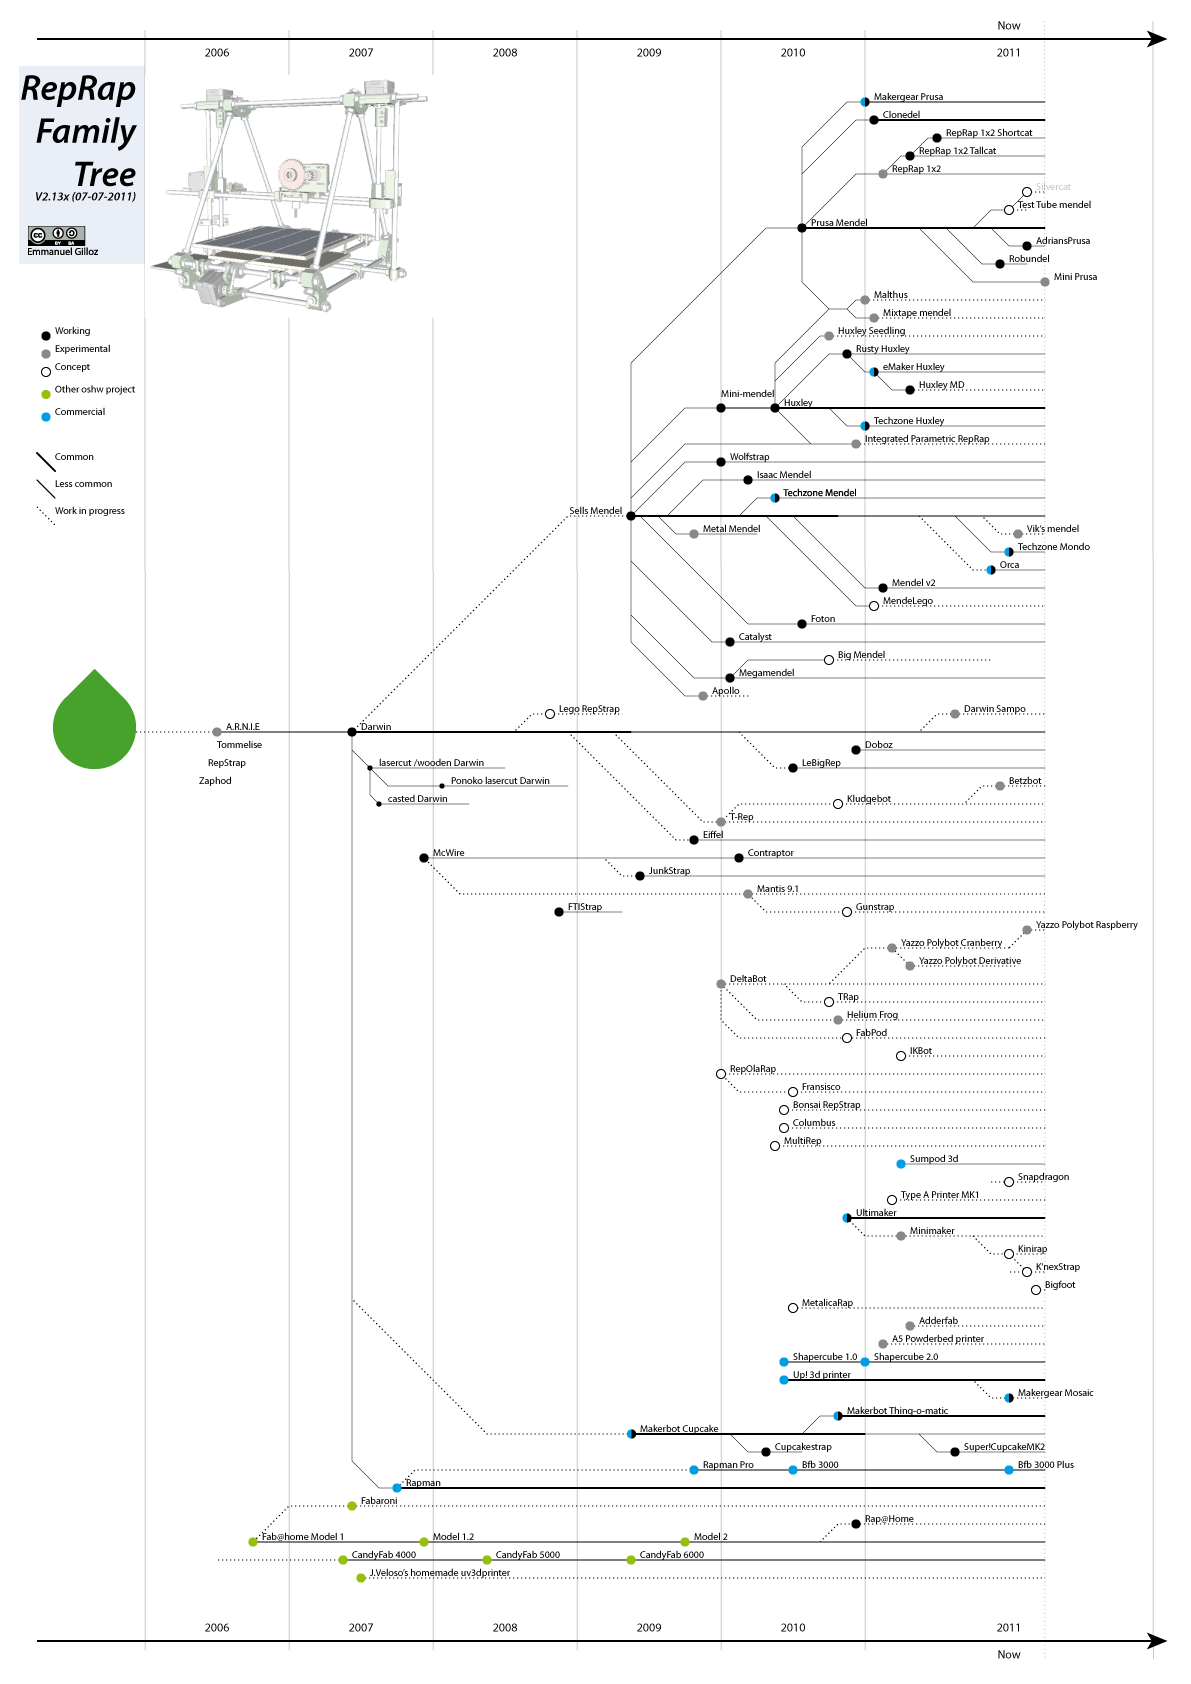 Now
2006 2007 2008 2009 2010 2011
RepRap
Family
Tree
V2.13x (07-07-2011)
cc
BY SA
Emmanuel Gilloz
Working
Experimental
Concept
Other oshw project
Commercial
Common
Less common
Work in progress
Makergear Prusa
Clonedel
RepRap 1x2 Shortcat
RepRap 1x2 Tallcat
RepRap 1x2
Silvercat
Test Tube mendel
Prusa Mendel
AdriansPrusa
Robundel
Mini Prusa
Malthus
Mixtape mendel
Huxley Seedling
Rusty Huxley
eMaker Huxley
Huxley MD
Mini-mendel
Huxley
Techzone Huxley
Integrated Parametric RepRap
Wolfstrap
Isaac Mendel
Techzone Mendel
Sells Mendel
Metal Mendel
Vik's mendel
Techzone Mondo
Orca
Mendel v2
MendeLego
Foton
Catalyst
Big Mendel
Megamendel
Apollo
Lego RepStrap
Darwin Sampo
A.R.N.I.E
Darwin
Tommelise
Doboz
RepStrap
lasercut /wooden Darwin
LeBigRep
Zaphod
Ponoko lasercut Darwin
Betzbot
casted Darwin
Kludgebot
T-Rep
Eiffel
McWire
Contraptor
JunkStrap
Mantis 9.1
FTIStrap
Gunstrap
Yazzo Polybot Raspberry
Yazzo Polybot Cranberry
Yazzo Polybot Derivative
DeltaBot
TRap
Helium Frog
FabPod
IKBot
RepOlaRap
Fransisco
Bonsai RepStrap
Columbus
MultiRep
Sumpod 3d
Snapdragon
Type A Printer MK1
Ultimaker
Minimaker
Kinirap
K'nexStrap
Bigfoot
MetalicaRap
Adderfab
A5 Powderbed printer
Shapercube 1.0 Shapercube 2.0
Up! 3d printer
Makergear Mosaic
Makerbot Thing-o-matic
Makerbot Cupcake
Cupcakestrap
Super!CupcakeMK2
Rapman Pro Bfb 3000 Bfb 3000 Plus
Rapman
Fabaroni
Rap@Home
Fab@home Model 1 Model 1.2 Model 2
CandyFab 4000 CandyFab 5000 CandyFab 6000
J.Veloso's homemade uv3dprinter
2006 2007 2008 2009 2010 2011
Now